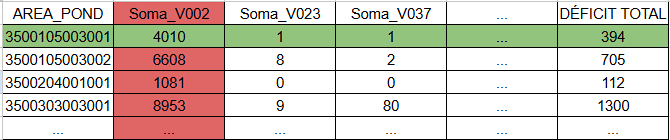 AREA_POND Soma_V002 Soma_V023 Soma_V037 ... DÉFICIT TOTAL
3500105003001 4010 1 1 ... 394
3500105003002 6608 8 2 ... 705
3500204001001 1081 0 0 ... 112
3500303003001 8953 9 80 ... 1300
... ... ... ... ... ...